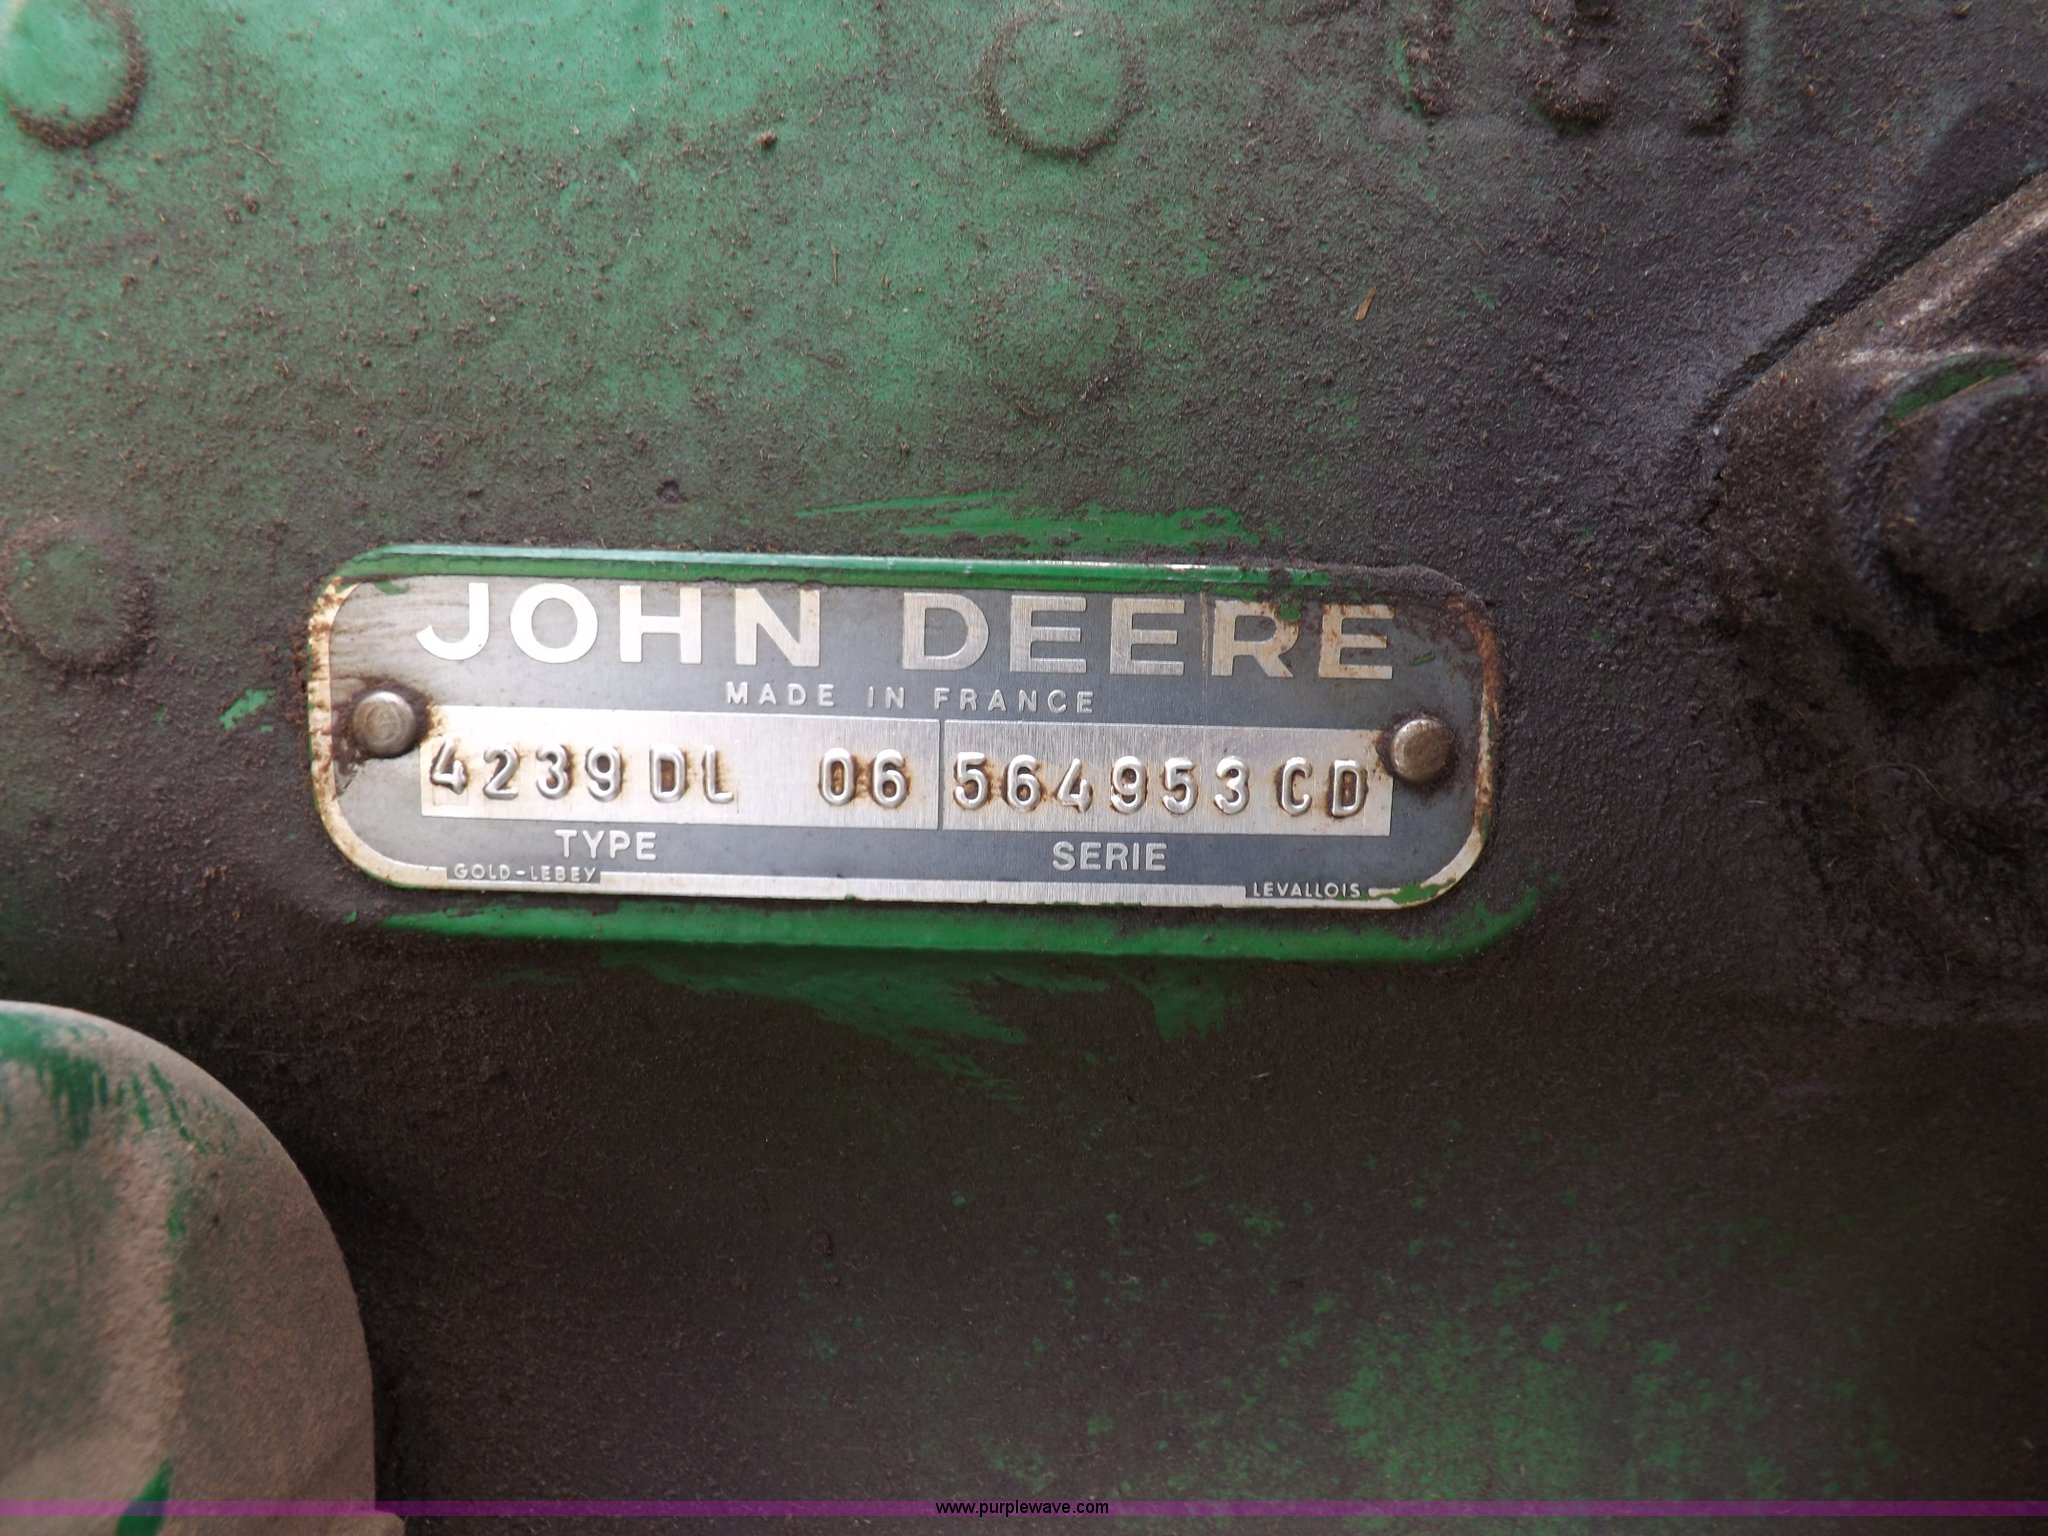 JOHN DEERE
MADE IN FRANCE
4239DL 06 564953CD
TYPE SERIE
GOLD-LEBEY LEVALLOIS
www.purplewave.com